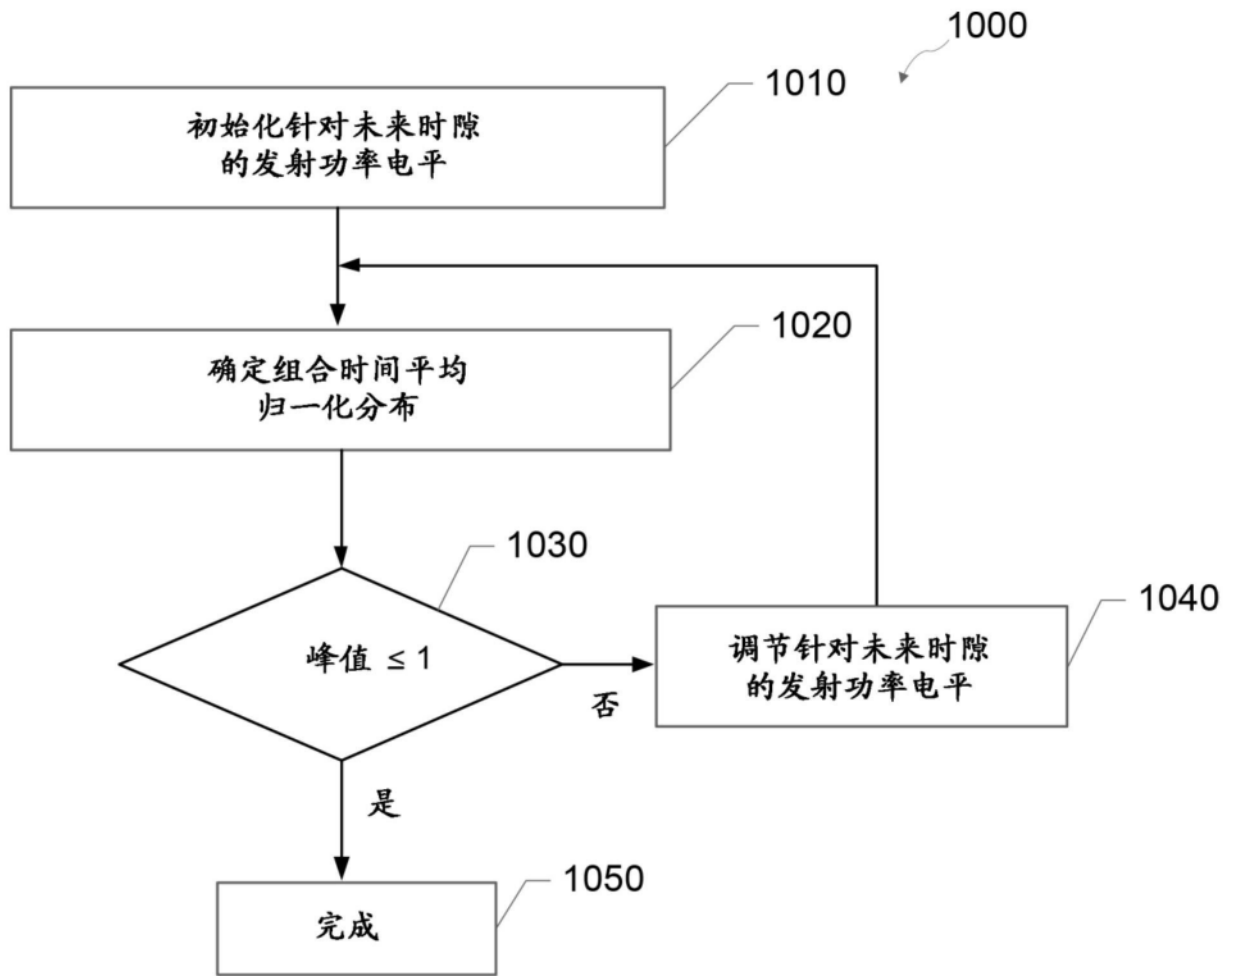 1000
1010
初始化针对未来时隙
的发射功率电平
1020
确定组合时间平均
归一化分布
1030
峰值 ≤ 1
否
1040
调节针对未来时隙
的发射功率电平
是
1050
完成